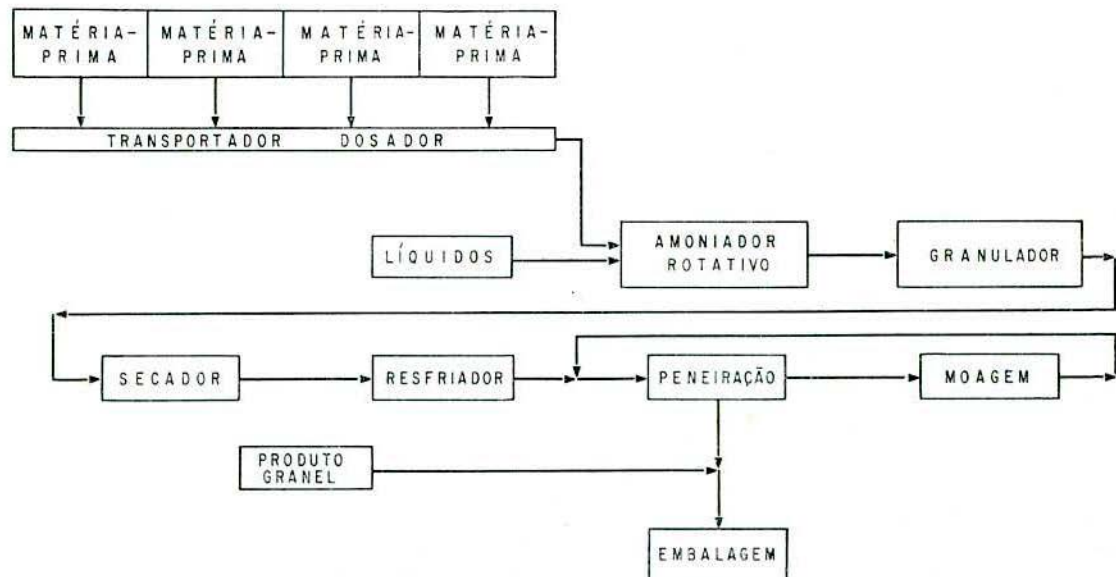 MATÉRIA-
PRIMA
MATÉRIA-
PRIMA
MATÉRIA-
PRIMA
MATÉRIA-
PRIMA
TRANSPORTADOR DOSADOR
LÍQUIDOS
AMONIADOR
ROTATIVO
GRANULADOR
SECADOR
RESFRIADOR
PENEIRAÇÃO
MOAGEM
PRODUTO
GRANEL
EMBALAGEM